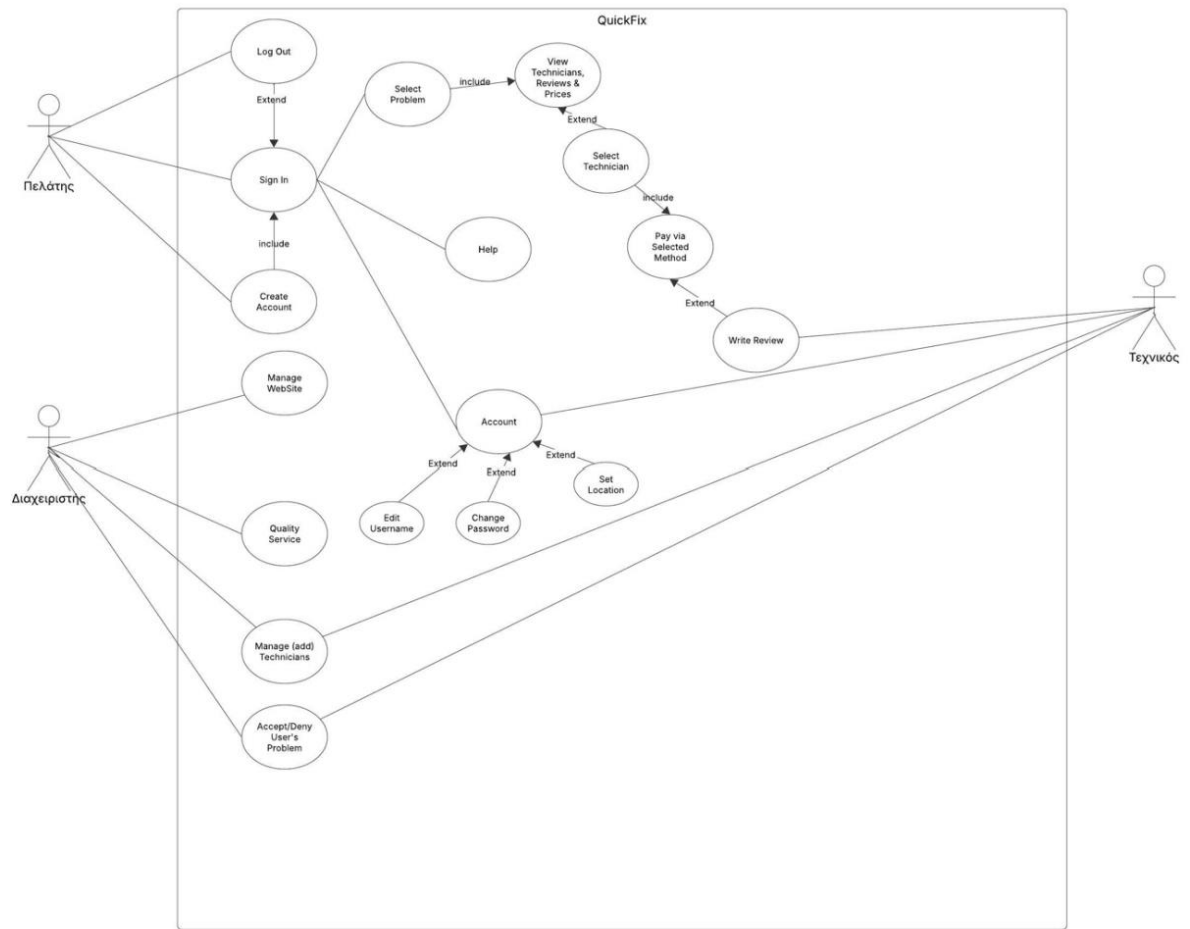 QuickFix
Log Out
Extend
Sign In
include
Create
Account
Πελάτης
Select
Problem
include
View
Technicians,
Reviews &
Prices
Extend
Select
Technician
include
Pay via
Selected
Method
Extend
Write Review
Help
Τεχνικός
Manage
WebSite
Διαχειριστής
Account
Extend
Extend
Extend
Edit
Username
Change
Password
Set
Location
Quality
Service
Manage (add)
Technicians
Accept/Deny
User's
Problem